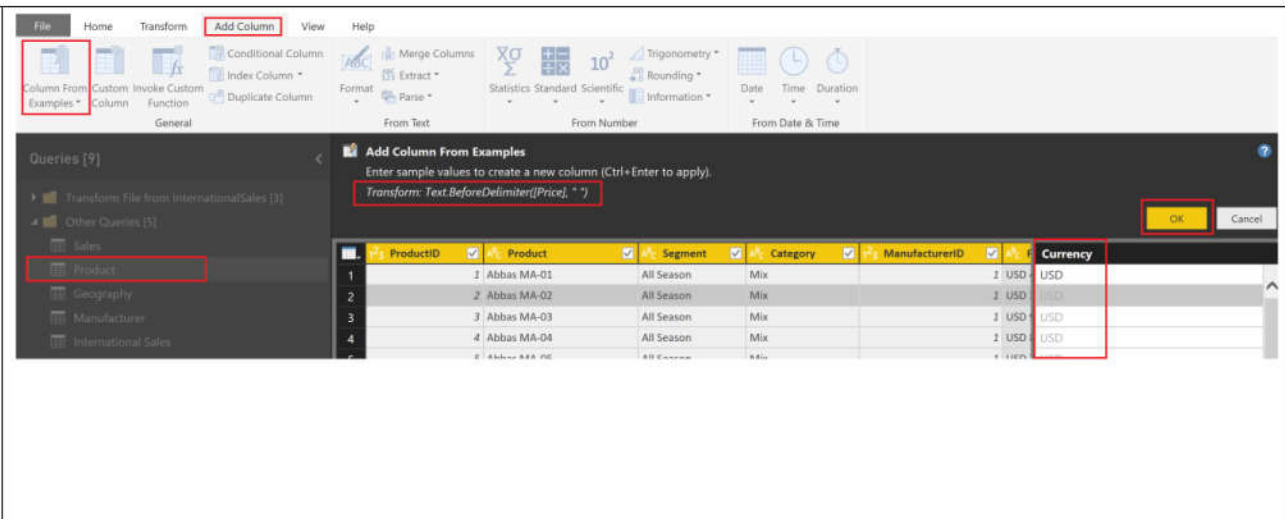 File Home Transform Add Column View Help
Column From Examples
Custom Column
Invoke Custom Function
Conditional Column
Index Column
Duplicate Column
General
Format
ABC
Merge Columns
Extract
Parse
From Text
Statistics
Standard
Scientific
10²
Trigonometry
Rounding
Information
From Number
Date
Time
Duration
From Date & Time
Queries [9]
Transform File from InternationalSales [3]
Other Queries [5]
Sales
Product
Geography
Manufacturer
International Sales
Add Column From Examples
Enter sample values to create a new column (Ctrl+Enter to apply).
Transform: Text.BeforeDelimiter([Price], " ")
OK Cancel
ProductID Product Segment Category ManufacturerID Currency
1 1 Abbas MA-01 All Season Mix 1 USD USD
2 2 Abbas MA-02 All Season Mix 1 USD USD
3 3 Abbas MA-03 All Season Mix 1 USD USD
4 4 Abbas MA-04 All Season Mix 1 USD USD